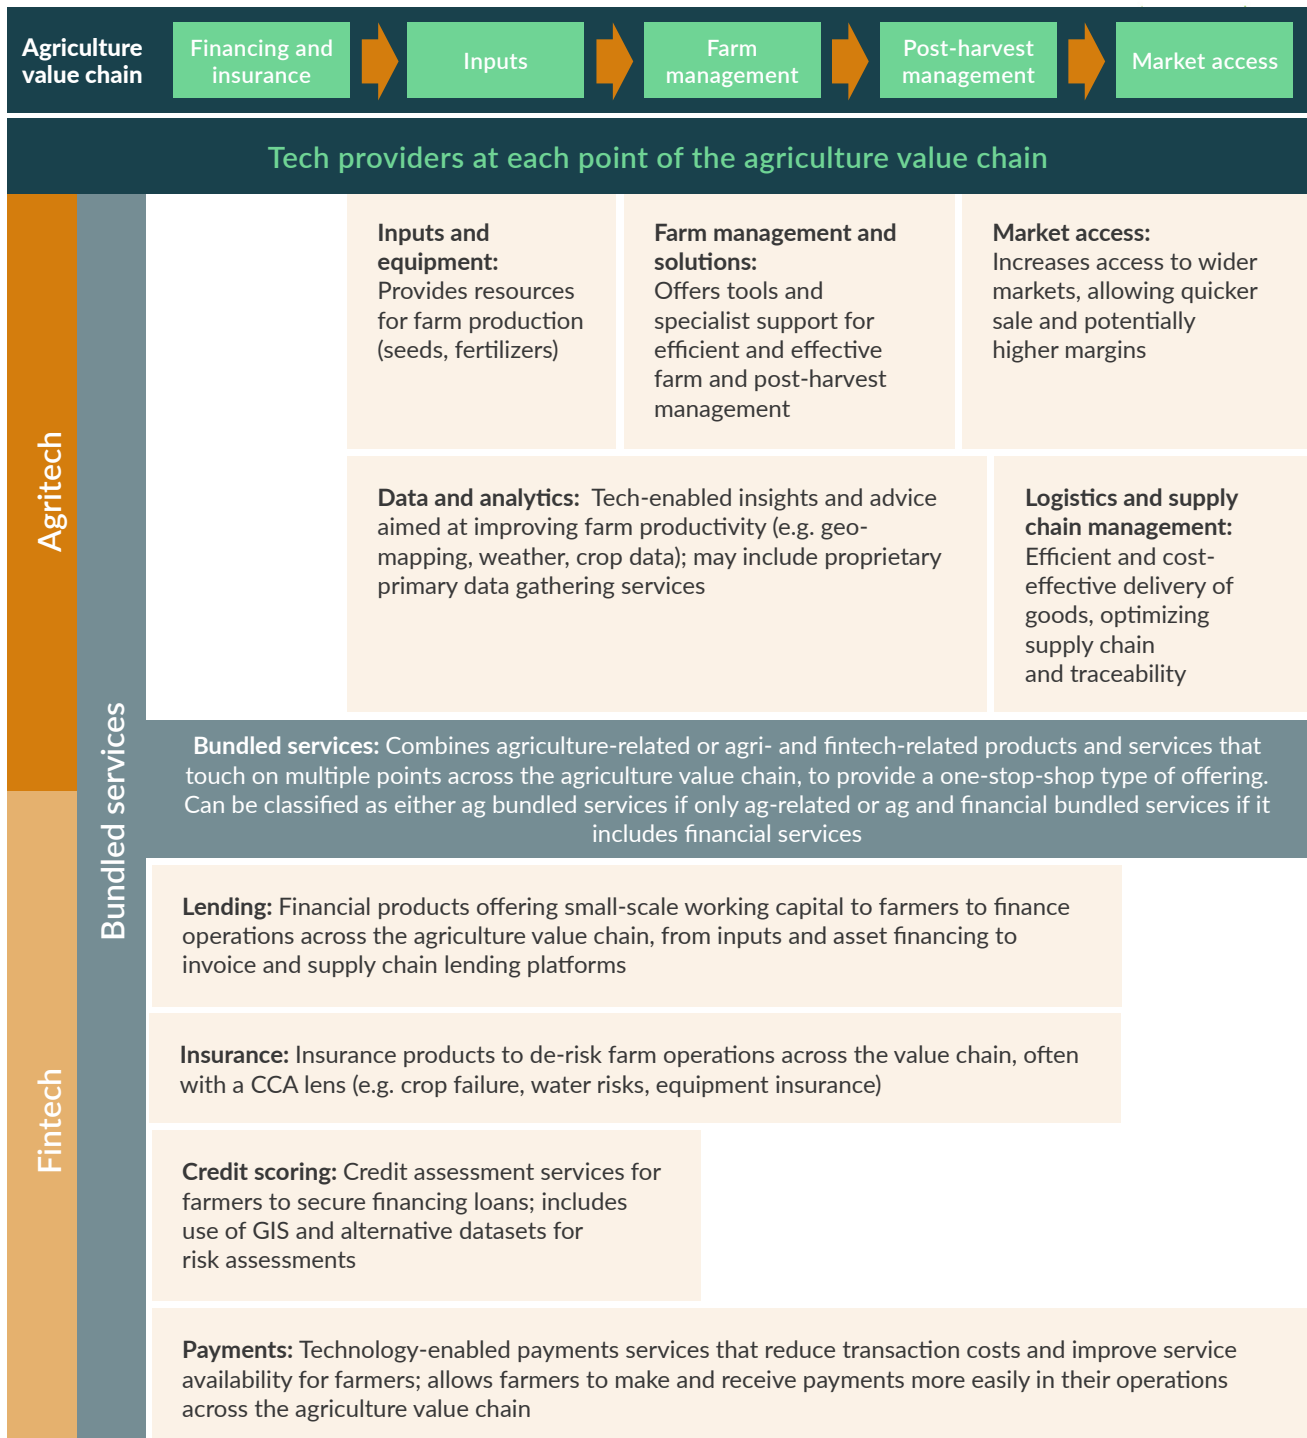 Agriculture
value chain
Financing and
insurance
Inputs
Farm
management
Post-harvest
management
Market access
Tech providers at each point of the agriculture value chain
Agritech
Bundled services
Fintech
Inputs and
equipment:
Provides resources
for farm production
(seeds, fertilizers)
Farm management and
solutions:
Offers tools and
specialist support for
efficient and effective
farm and post-harvest
management
Market access:
Increases access to wider
markets, allowing quicker
sale and potentially
higher margins
Data and analytics: Tech-enabled insights and advice
aimed at improving farm productivity (e.g. geo-
mapping, weather, crop data); may include proprietary
primary data gathering services
Logistics and supply
chain management:
Efficient and cost-
effective delivery of
goods, optimizing
supply chain
and traceability
Bundled services: Combines agriculture-related or agri- and fintech-related products and services that
touch on multiple points across the agriculture value chain, to provide a one-stop-shop type of offering.
Can be classified as either ag bundled services if only ag-related or ag and financial bundled services if it
includes financial services
Lending: Financial products offering small-scale working capital to farmers to finance
operations across the agriculture value chain, from inputs and asset financing to
invoice and supply chain lending platforms
Insurance: Insurance products to de-risk farm operations across the value chain, often
with a CCA lens (e.g. crop failure, water risks, equipment insurance)
Credit scoring: Credit assessment services for
farmers to secure financing loans; includes
use of GIS and alternative datasets for
risk assessments
Payments: Technology-enabled payments services that reduce transaction costs and improve service
availability for farmers; allows farmers to make and receive payments more easily in their operations
across the agriculture value chain